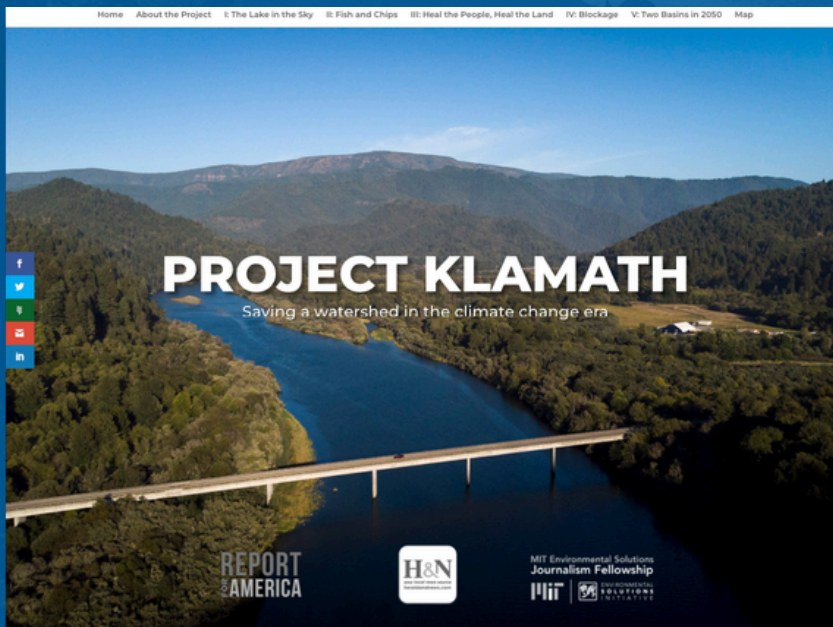 Home About the Project I: The Lake in the Sky II: Fish and Chips III: Heal the People, Heal the Land IV: Blockage V: Two Basins in 2050 Map
PROJECT KLAMATH
Saving a watershed in the climate change era
f
in
REPORT
FOR AMERICA
H&N
MIT Environmental Solutions
Journalism Fellowship
ENVIRONMENTAL
SOLUTIONS
INITIATIVE